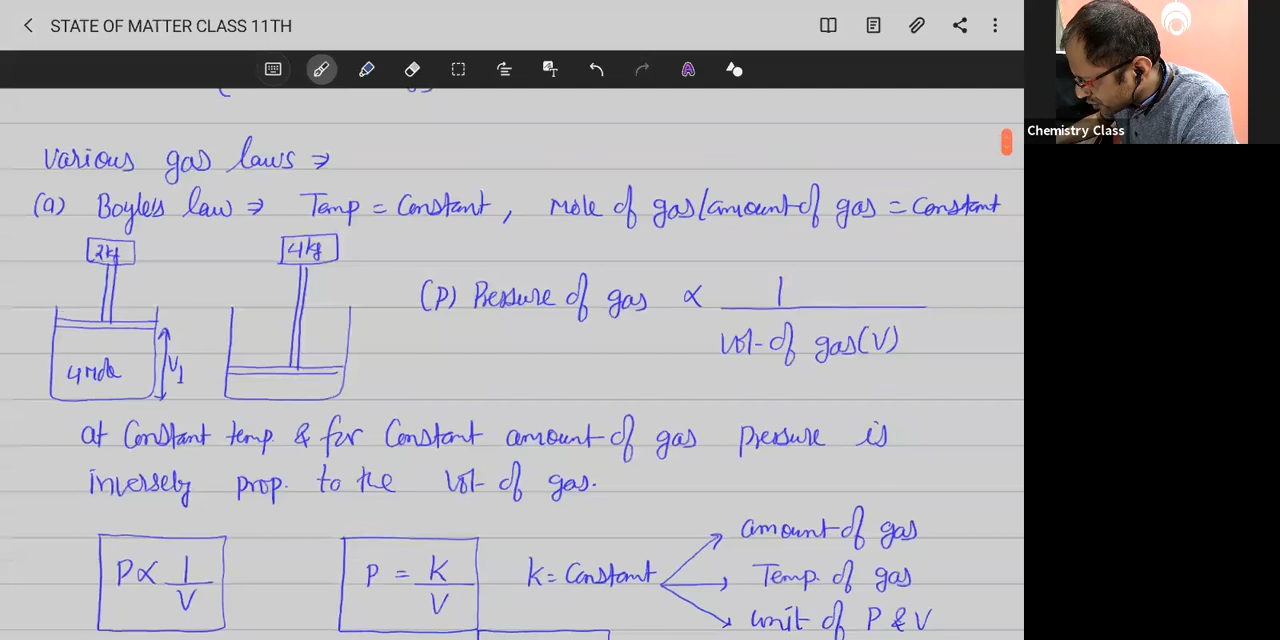 STATE OF MATTER CLASS 11TH
Chemistry Class
various gas laws ⇒
(a) Boyle's law ⇒ Temp = Constant, Mole of gas/amount of gas = Constant
2kg
4kg
(P) Pressure of gas ∝ 1
vol. of gas (V)
4 Mole
V1
at Constant temp. & for Constant amount of gas pressure is
inversely prop. to the vol. of gas.
amount of gas
P ∝ 1/V
P = K/V
k = Constant
Temp. of gas
unit of P & V